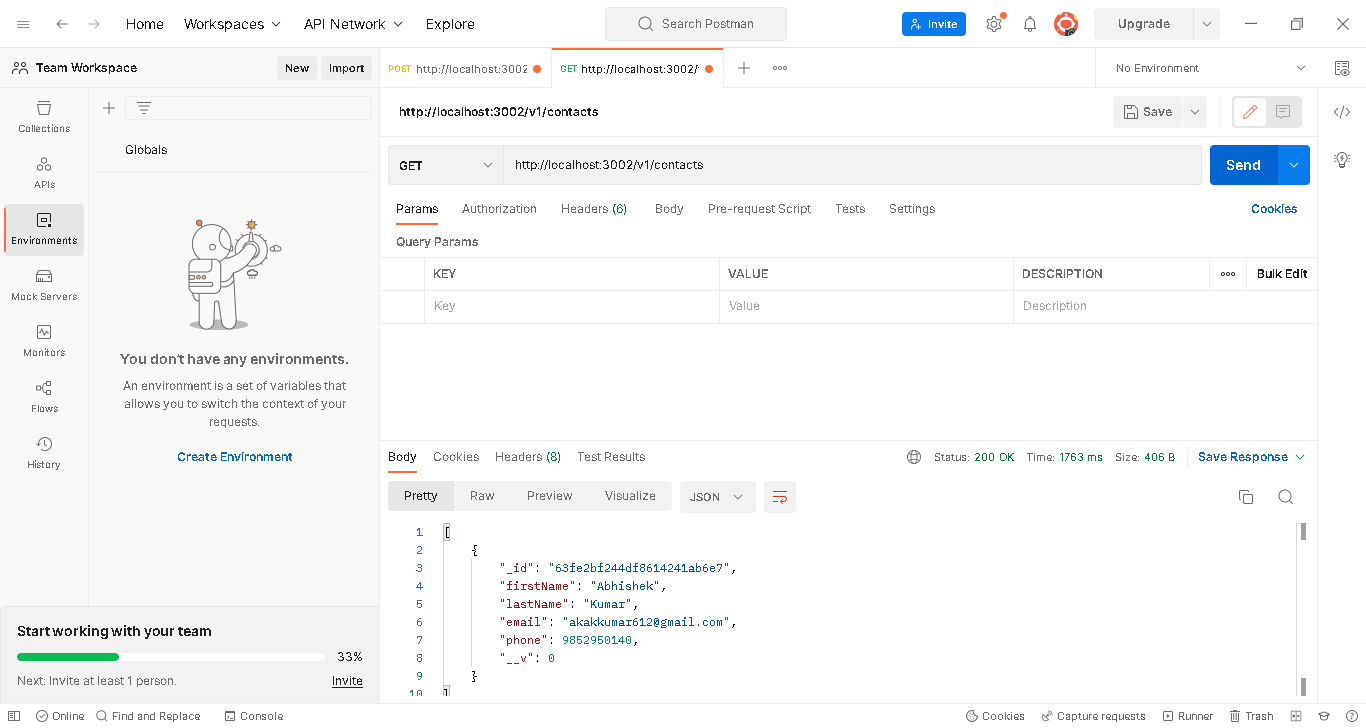 Home Workspaces API Network Explore Search Postman Invite Upgrade
Team Workspace New Import POST http://localhost:3002 GET http://localhost:3002/ No Environment
Collections
APIs
Environments
Mock Servers
Monitors
Flows
History
Globals
You don't have any environments.
An environment is a set of variables that
allows you to switch the context of your
requests.
Create Environment
Start working with your team
33%
Next: Invite at least 1 person. Invite
http://localhost:3002/v1/contacts Save
GET http://localhost:3002/v1/contacts Send
Params Authorization Headers (6) Body Pre-request Script Tests Settings Cookies
Query Params
KEY VALUE DESCRIPTION Bulk Edit
Key Value Description
Body Cookies Headers (8) Test Results Status: 200 OK Time: 1763 ms Size: 406 B Save Response
Pretty Raw Preview Visualize JSON
1 [
2 {
3 "_id": "63fe2bf244df8614241ab6e7",
4 "firstName": "Abhishek",
5 "lastName": "Kumar",
6 "email": "akakkumar612@gmail.com",
7 "phone": 9852950140,
8 "__v": 0
9 }
10 ]
Online Find and Replace Console Cookies Capture requests Runner Trash